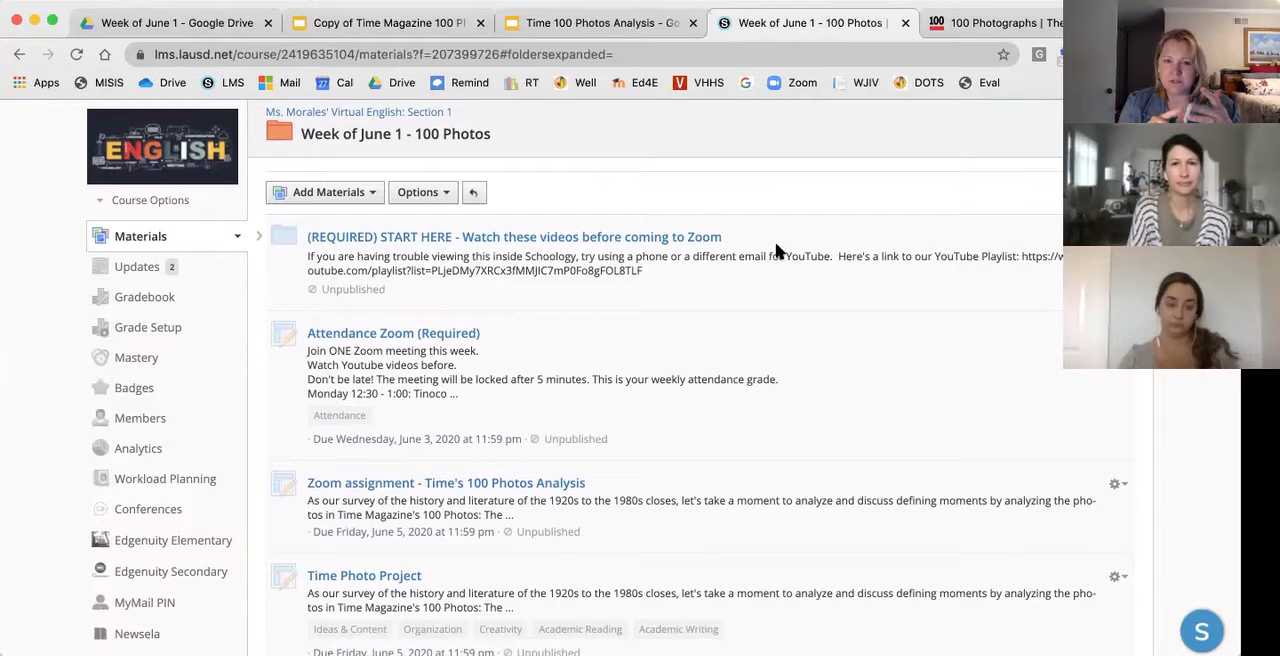 Week of June 1 - Google Drive
Copy of Time Magazine 100 P
Time 100 Photos Analysis - Go
Week of June 1 - 100 Photos |
100 Photographs | The
lms.lausd.net/course/2419635104/materials?f=207389726#foldersexpanded=
Apps MISIS Drive LMS Mail Cal Drive Remind RT Well Ed4E VHHS Zoom WJIV DOTS Eval
ENGLISH
Course Options
Materials
Updates 2
Gradebook
Grade Setup
Mastery
Badges
Members
Analytics
Workload Planning
Conferences
Edgenuity Elementary
Edgenuity Secondary
MyMail PIN
Newsela
Ms. Morales' Virtual English: Section 1
Week of June 1 - 100 Photos
Add Materials
Options
(REQUIRED) START HERE - Watch these videos before coming to Zoom
If you are having trouble viewing this inside Schoology, try using a phone or a different email for YouTube. Here's a link to our YouTube Playlist: https://w
outube.com/playlist?list=PLjeDMy7XRCx3fMMJIC7mP0Fo8gFOL8TLF
Unpublished
Attendance Zoom (Required)
Join ONE Zoom meeting this week.
Watch Youtube videos before.
Don't be late! The meeting will be locked after 5 minutes. This is your weekly attendance grade.
Monday 12:30 - 1:00: Tinoco ...
Attendance
· Due Wednesday, June 3, 2020 at 11:59 pm · Unpublished
Zoom assignment - Time's 100 Photos Analysis
As our survey of the history and literature of the 1920s to the 1980s closes, let's take a moment to analyze and discuss defining moments by analyzing the pho-
tos in Time Magazine's 100 Photos: The ...
· Due Friday, June 5, 2020 at 11:59 pm · Unpublished
Time Photo Project
As our survey of the history and literature of the 1920s to the 1980s closes, let's take a moment to analyze and discuss defining moments by analyzing the pho-
tos in Time Magazine's 100 Photos: The ...
Ideas & Content Organization Creativity Academic Reading Academic Writing
· Due Friday, June 5, 2020 at 11:59 pm · Unpublished
S